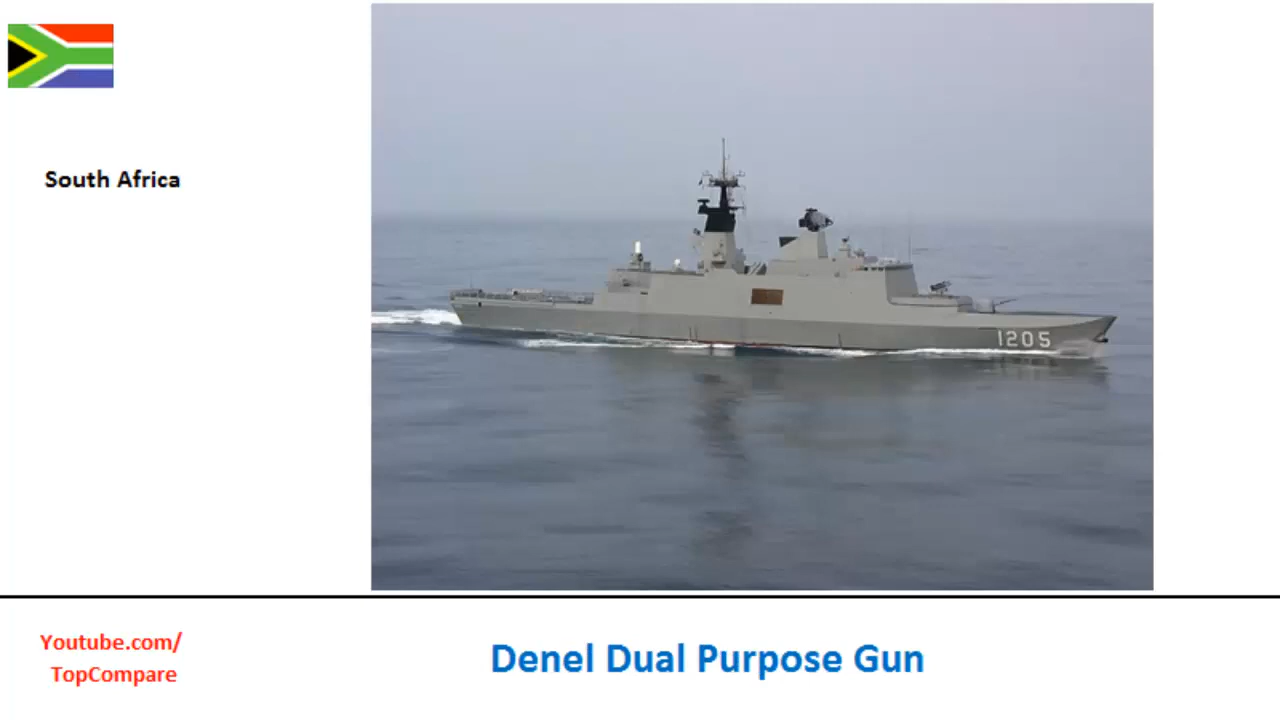 South Africa
1205
Youtube.com/
TopCompare
Denel Dual Purpose Gun